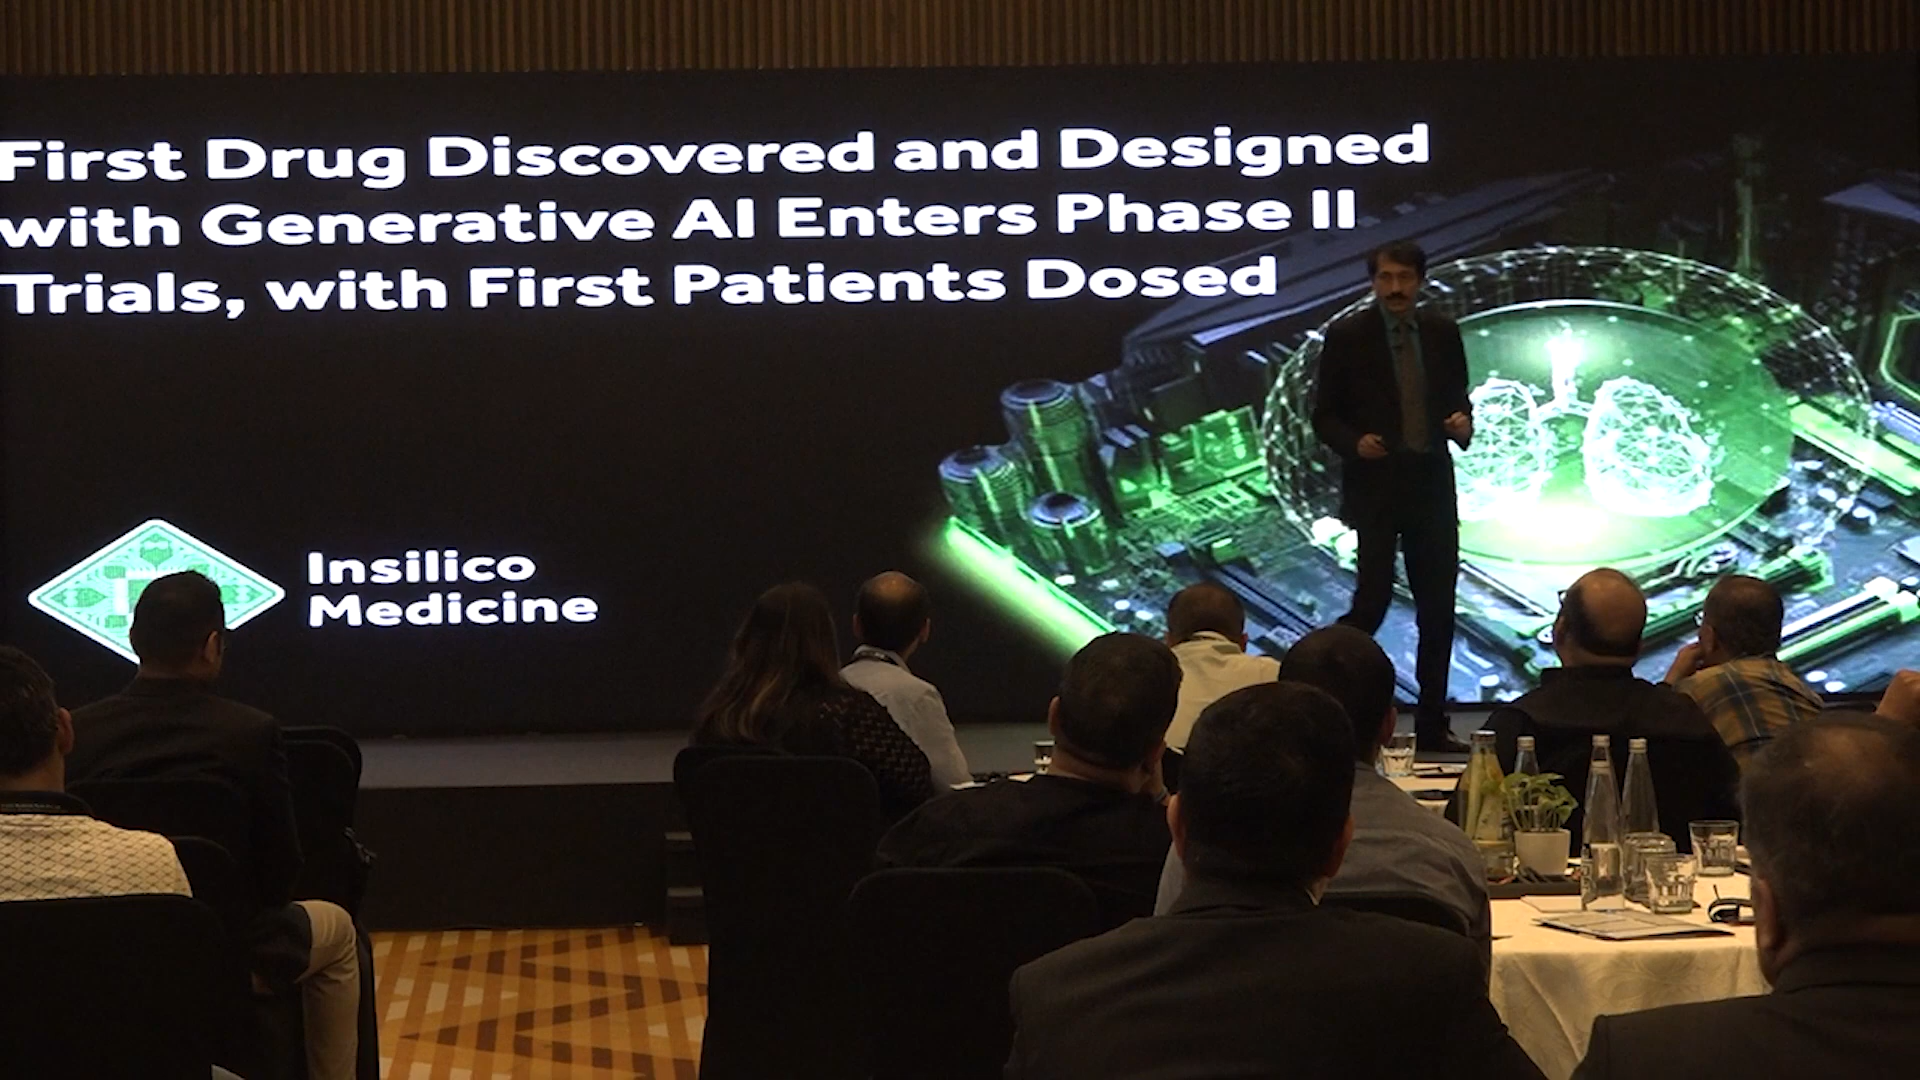 First Drug Discovered and Designed
with Generative AI Enters Phase II
Trials, with First Patients Dosed
Insilico
Medicine